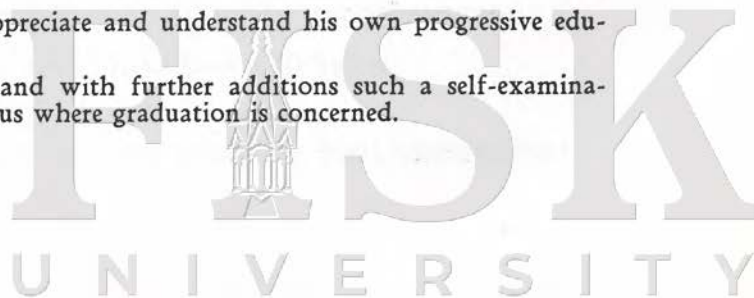 ppreciate and understand his own progressive edu-
and with further additions such a self-examina-
us where graduation is concerned.
FISK
UNIVERSITY